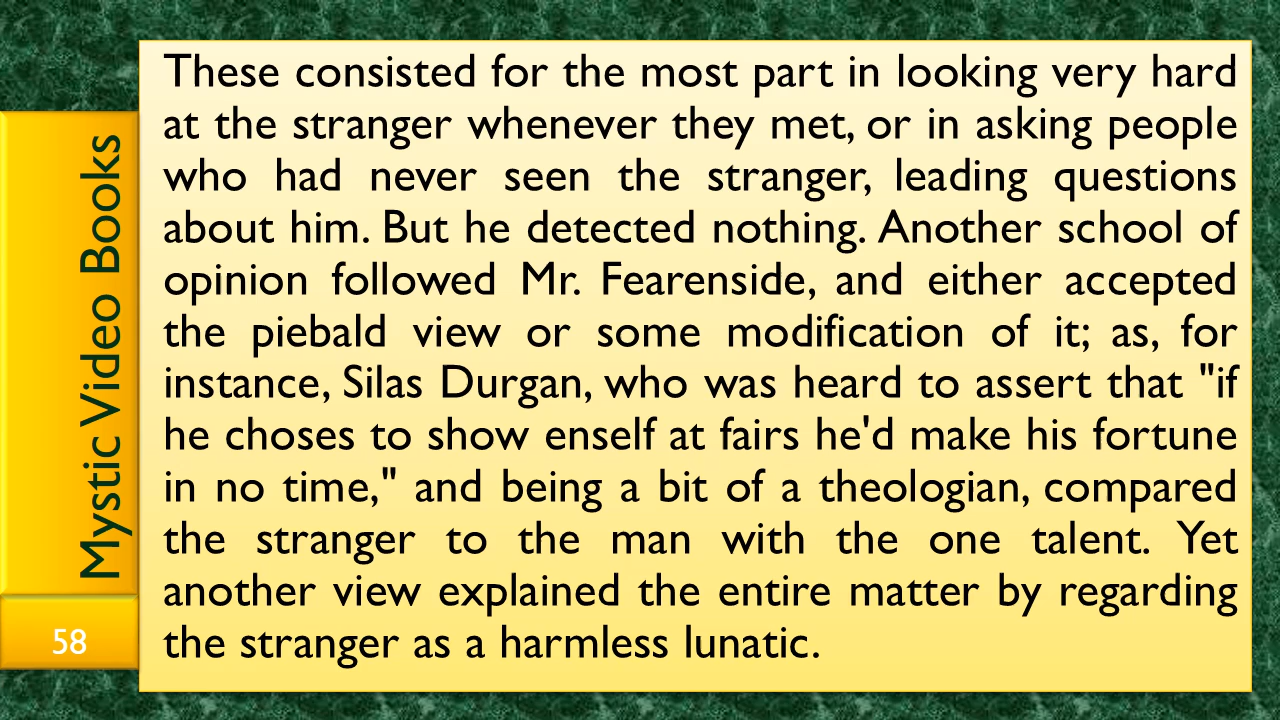 Mystic Video Books
58
These consisted for the most part in looking very hard
at the stranger whenever they met, or in asking people
who had never seen the stranger, leading questions
about him. But he detected nothing. Another school of
opinion followed Mr. Fearenside, and either accepted
the piebald view or some modification of it; as, for
instance, Silas Durgan, who was heard to assert that "if
he choses to show enself at fairs he'd make his fortune
in no time," and being a bit of a theologian, compared
the stranger to the man with the one talent. Yet
another view explained the entire matter by regarding
the stranger as a harmless lunatic.